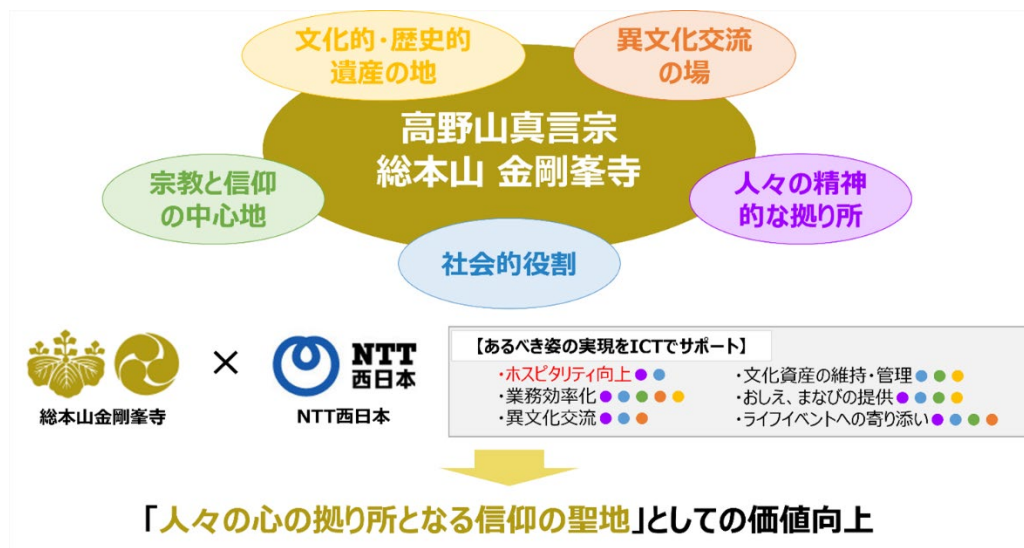 文化的・歴史的
遺産の地
異文化交流
の場
高野山真言宗
総本山 金剛峯寺
宗教と信仰
の中心地
人々の精神
的な拠り所
社会的役割
総本山金剛峯寺
×
NTT
西日本
NTT西日本
【あるべき姿の実現をICTでサポート】
・ホスピタリティ向上
・業務効率化
・異文化交流
・文化資産の維持・管理
・おしえ、まなびの提供
・ライフイベントへの寄り添い
「人々の心の拠り所となる信仰の聖地」としての価値向上